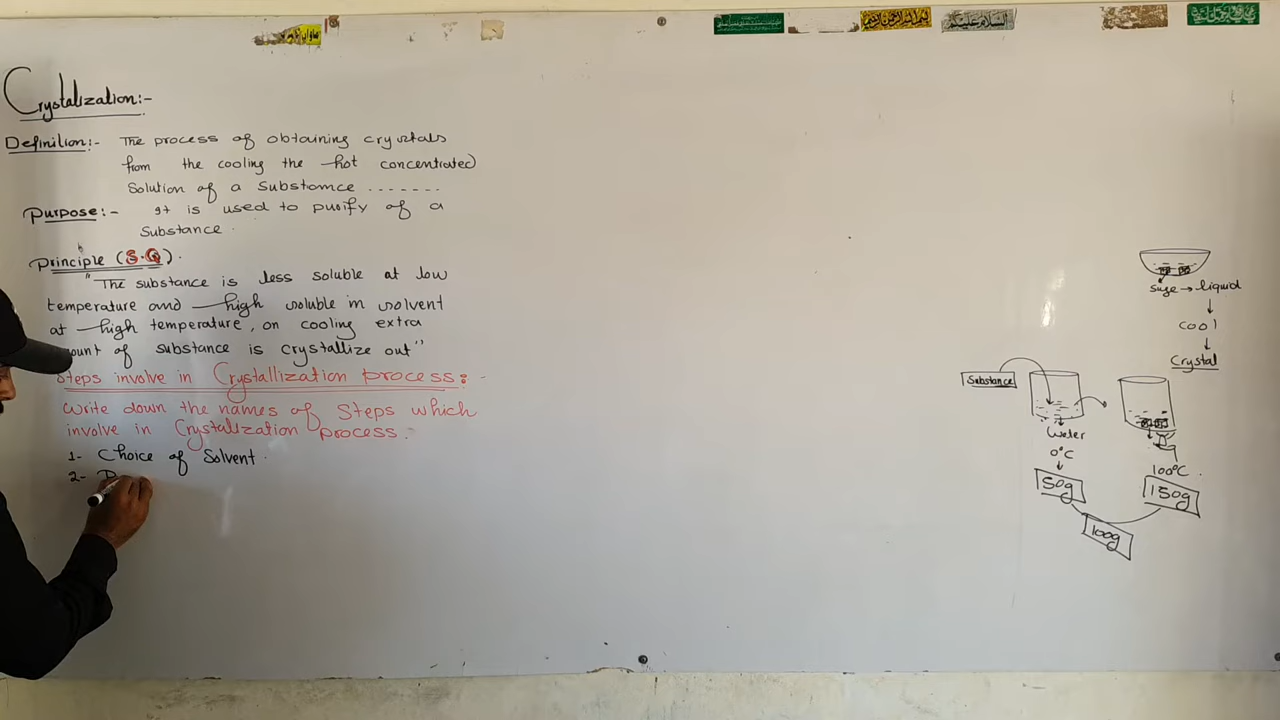 السلام علیکم
Crystalization:-
Definition:- The process of obtaining crystals
from the cooling the hot concentrated
Solution of a Substance .......
Purpose:- It is used to purify of a
Substance.
Principle (S.Q).
"The substance is less soluble at low
temperature and high soluble in solvent
at high temperature, on cooling extra
mount of substance is crystallize out"
Steps involve in Crystallization process:-
Write down the names of Steps which
involve in Crystalization process.
1- Choice of Solvent.
2- P
liquid
cool
Crystal
Substance
Water
0°C
50g
100°C.
150g
100g